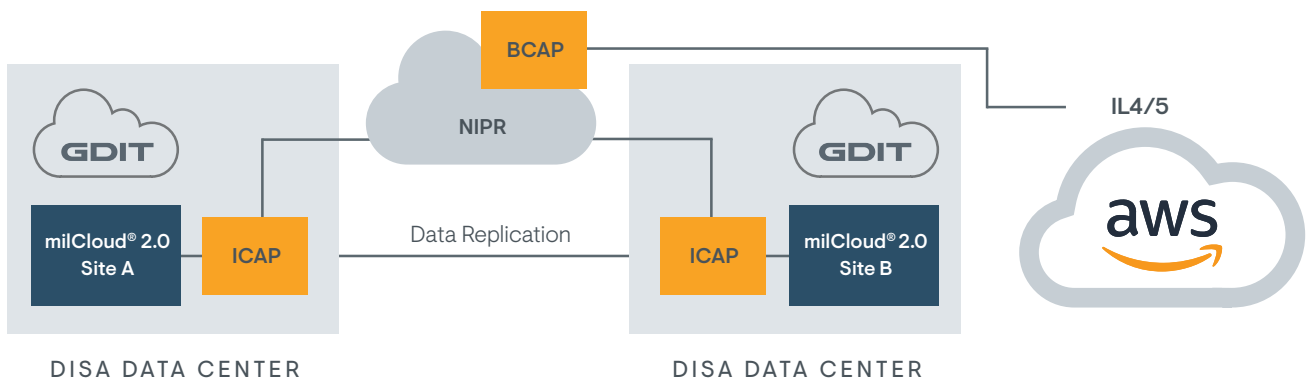 BCAP
NIPR
IL4/5
GDIT
GDIT
aws
milCloud® 2.0
Site A
ICAP
Data Replication
ICAP
milCloud® 2.0
Site B
DISA DATA CENTER
DISA DATA CENTER